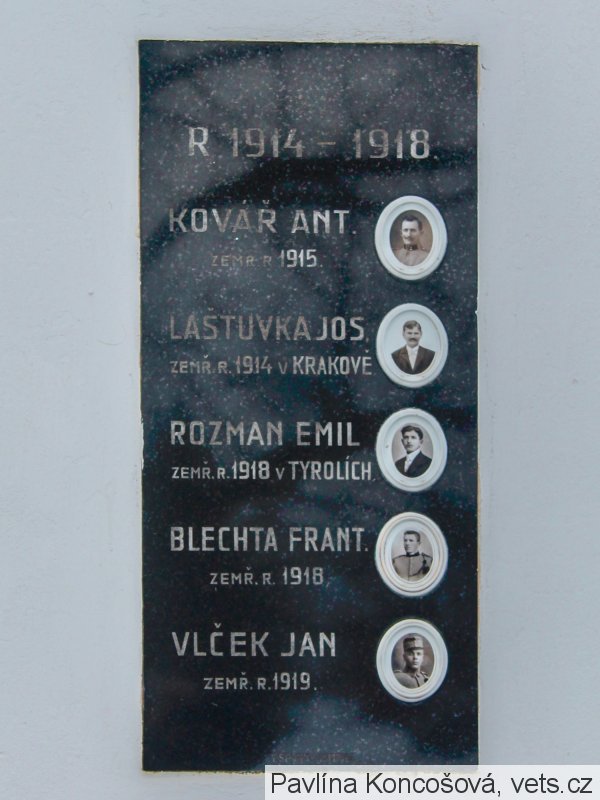 R 1914 - 1918.
KOVÁŘ ANT.
ZEMŘ. R 1915.
LAŠTUVKA JOS.
ZEMŘ. R. 1914 V KRAKOVĚ
ROZMAN EMIL
ZEMŘ. R. 1918 V TYROLÍCH.
BLECHTA FRANT.
ZEMŘ. R. 1918.
VLČEK JAN
ZEMŘ. R. 1919.
Pavlína Koncošová, vets.cz